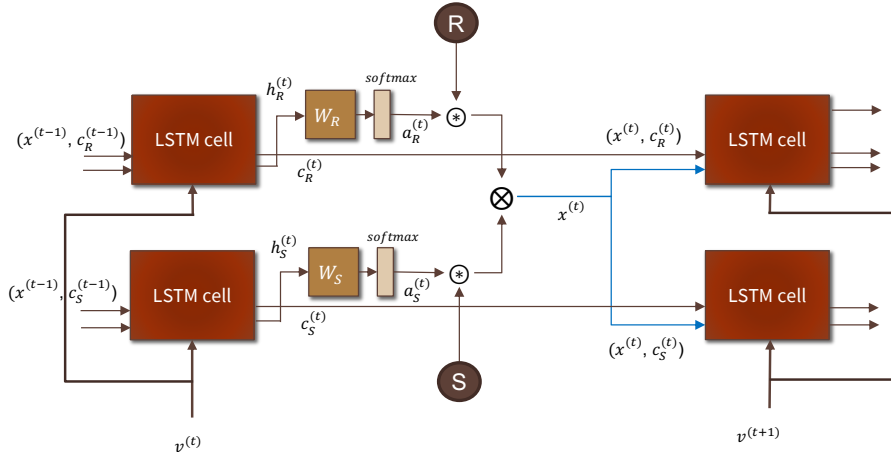 R
softmax
h_R^{(t)}
W_R
LSTM cell
(x^{(t-1)}, c_R^{(t-1)})
a_R^{(t)}
*
(x^{(t)}, c_R^{(t)})
LSTM cell
c_R^{(t)}
⊗
x^{(t)}
softmax
h_S^{(t)}
W_S
LSTM cell
(x^{(t-1)}, c_S^{(t-1)})
a_S^{(t)}
*
LSTM cell
c_S^{(t)}
(x^{(t)}, c_S^{(t)})
S
v^{(t)}
v^{(t+1)}